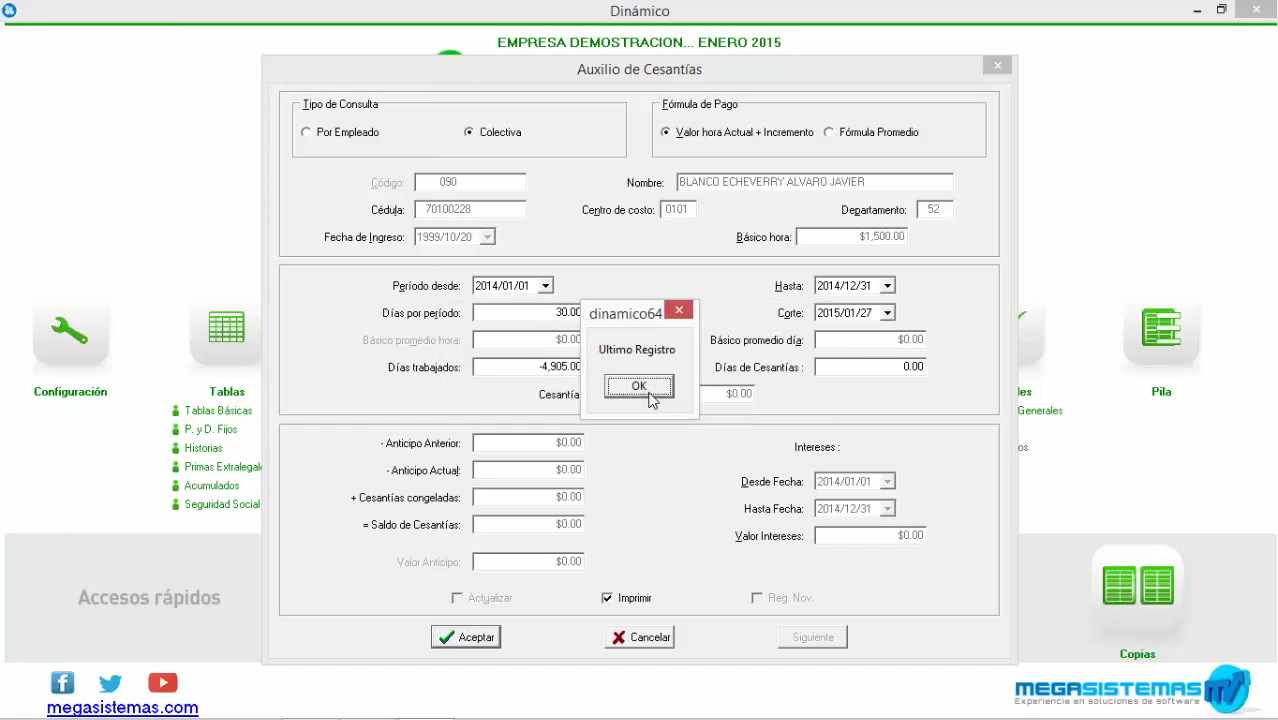 Dinámico
EMPRESA DEMOSTRACION... ENERO 2015
Auxilio de Cesantías
Tipo de Consulta
Por Empleado
Colectiva
Fórmula de Pago
Valor hora Actual + Incremento
Fórmula Promedio
Código: 090
Nombre: BLANCO ECHEVERRY ALVARO JAVIER
Cédula: 70100228
Centro de costo: 0101
Departamento: 52
Fecha de Ingreso: 1999/10/20
Básico hora: $1,500.00
Período desde: 2014/01/01
Hasta: 2014/12/31
Días por período: 30.00
Corte: 2015/01/27
Básico promedio hora: $0.00
Básico promedio día: $0.00
Días trabajados: -4,905.00
Días de Cesantías : 0.00
Cesantía
$0.00
dinamico64
Ultimo Registro
OK
- Anticipo Anterior: $0.00
- Anticipo Actual: $0.00
+ Cesantías congeladas: $0.00
= Saldo de Cesantías: $0.00
Valor Anticipo: $0.00
Intereses :
Desde Fecha: 2014/01/01
Hasta Fecha: 2014/12/31
Valor Intereses: $0.00
Actualizar
Imprimir
Reg. Nov.
Aceptar
Cancelar
Siguiente
Configuración
Tablas
Tablas Básicas
P. y D. Fijos
Historias
Primas Extralegale
Acumulados
Seguridad Social
les
Generales
os
Pila
Accesos rápidos
Copias
megasistemas.com
MEGASISTEMAS
Experiencia en soluciones de software